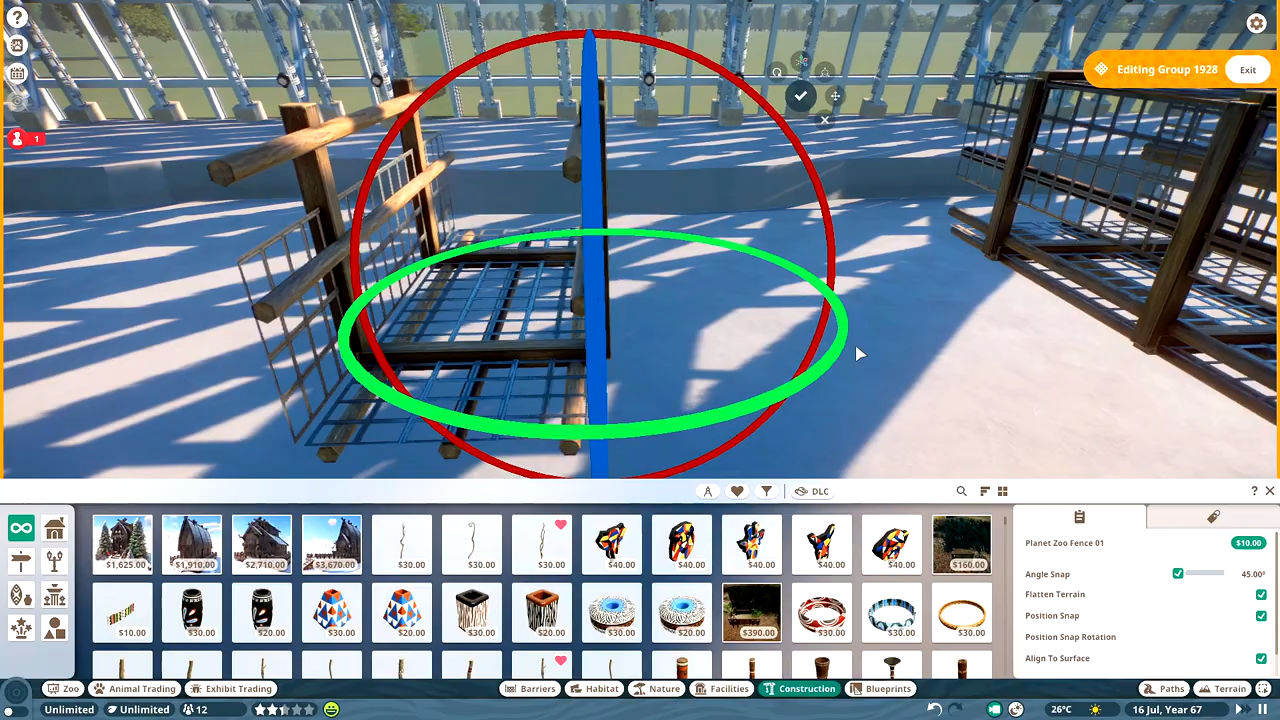 ?
Editing Group 1928
Exit
1
DLC
?
$1,625.00
$1,910.00
$2,710.00
$3,670.00
$30.00
$30.00
$30.00
$40.00
$40.00
$40.00
$40.00
$40.00
$160.00
$10.00
$30.00
$20.00
$30.00
$20.00
$30.00
$20.00
$30.00
$20.00
$390.00
$30.00
$30.00
$30.00
Planet Zoo Fence 01
$10.00
Angle Snap
45.00°
Flatten Terrain
Position Snap
Position Snap Rotation
Align To Surface
Zoo
Animal Trading
Exhibit Trading
Barriers
Habitat
Nature
Facilities
Construction
Blueprints
Paths
Terrain
Unlimited
Unlimited
12
26°C
16 Jul, Year 67